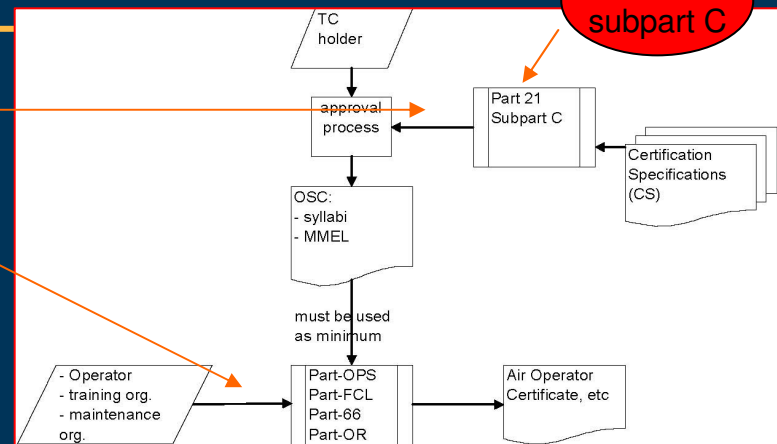 subpart C
TC
holder
approval
process
Part 21
Subpart C
Certification
Specifications
(CS)
OSC:
- syllabi
- MMEL
must be used
as minimum
- Operator
- training org.
- maintenance
org.
Part-OPS
Part-FCL
Part-66
Part-OR
Air Operator
Certificate, etc